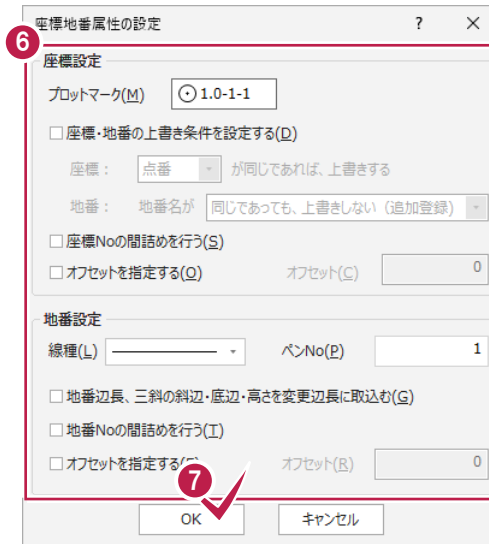 座標地番属性の設定 ? ×
6
座標設定
プロットマーク(M) 1.0-1-1
座標・地番の上書き条件を設定する(D)
座標： 点番 が同じであれば、上書きする
地番： 地番名が 同じであっても、上書きしない（追加登録）
座標Noの間詰めを行う(S)
オフセットを指定する(O) オフセット(C) 0
地番設定
線種(L) ペンNo(P) 1
地番辺長、三斜の斜辺・底辺・高さを変更辺長に取込む(G)
地番Noの間詰めを行う(T)
オフセットを指定する オフセット(R) 0
7
OK キャンセル